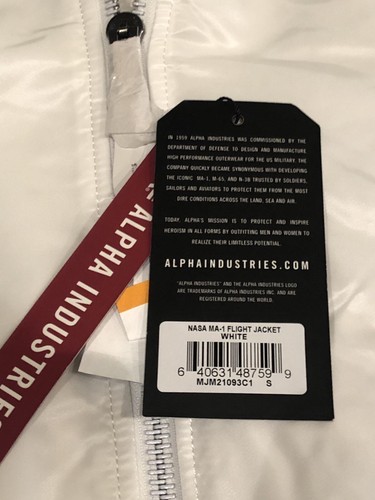 IN 1959 ALPHA INDUSTRIES WAS COMMISSIONED BY THE
DEPARTMENT OF DEFENSE TO DESIGN AND MANUFACTURE
HIGH PERFORMANCE OUTERWEAR FOR THE US MILITARY. THE
COMPANY QUICKLY BECAME SYNONYMOUS WITH DEVELOPING
THE ICONIC MA-1, M-65, AND N-3B TRUSTED BY SOLDIERS,
SAILORS AND AVIATORS TO PROTECT THEM FROM THE MOST
DIRE CONDITIONS ACROSS THE LAND, SEA AND AIR.
TODAY, ALPHA'S MISSION IS TO PROTECT AND INSPIRE
HEROISM IN ALL FORMS BY OUTFITTING MEN AND WOMEN TO
REALIZE THEIR LIMITLESS POTENTIAL.
ALPHAINDUSTRIES.COM
"ALPHA INDUSTRIES" AND THE ALPHA INDUSTRIES LOGO
ARE TRADEMARKS OF ALPHA INDUSTRIES INC. AND ARE
REGISTERED AROUND THE WORLD.
NASA MA-1 FLIGHT JACKET
WHITE
6 40631 48759 9
MJM21093C1 S
ALPHA INDUSTRIES